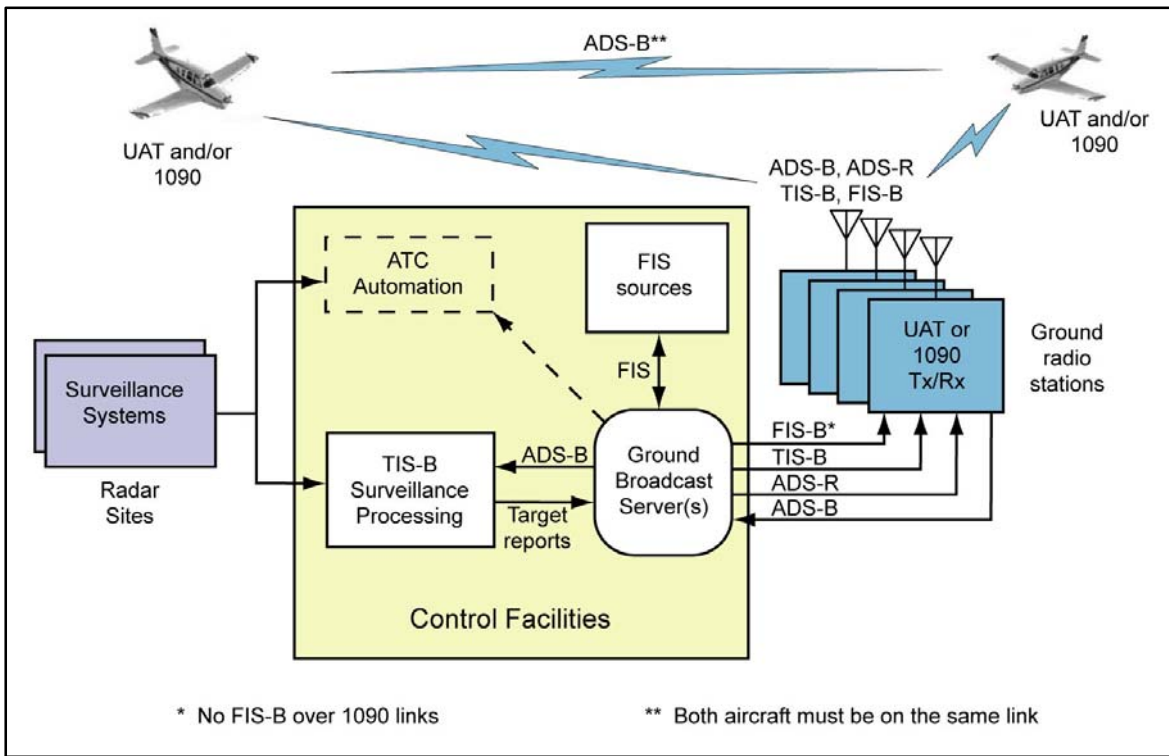 ADS-B**
UAT and/or
1090
UAT and/or
1090
ADS-B, ADS-R
TIS-B, FIS-B
ATC
Automation
FIS
sources
UAT or
1090
Tx/Rx
Ground
radio
stations
Surveillance
Systems
Radar
Sites
FIS
TIS-B
Surveillance
Processing
ADS-B
Target
reports
Ground
Broadcast
Server(s)
FIS-B*
TIS-B
ADS-R
ADS-B
Control Facilities
* No FIS-B over 1090 links
** Both aircraft must be on the same link